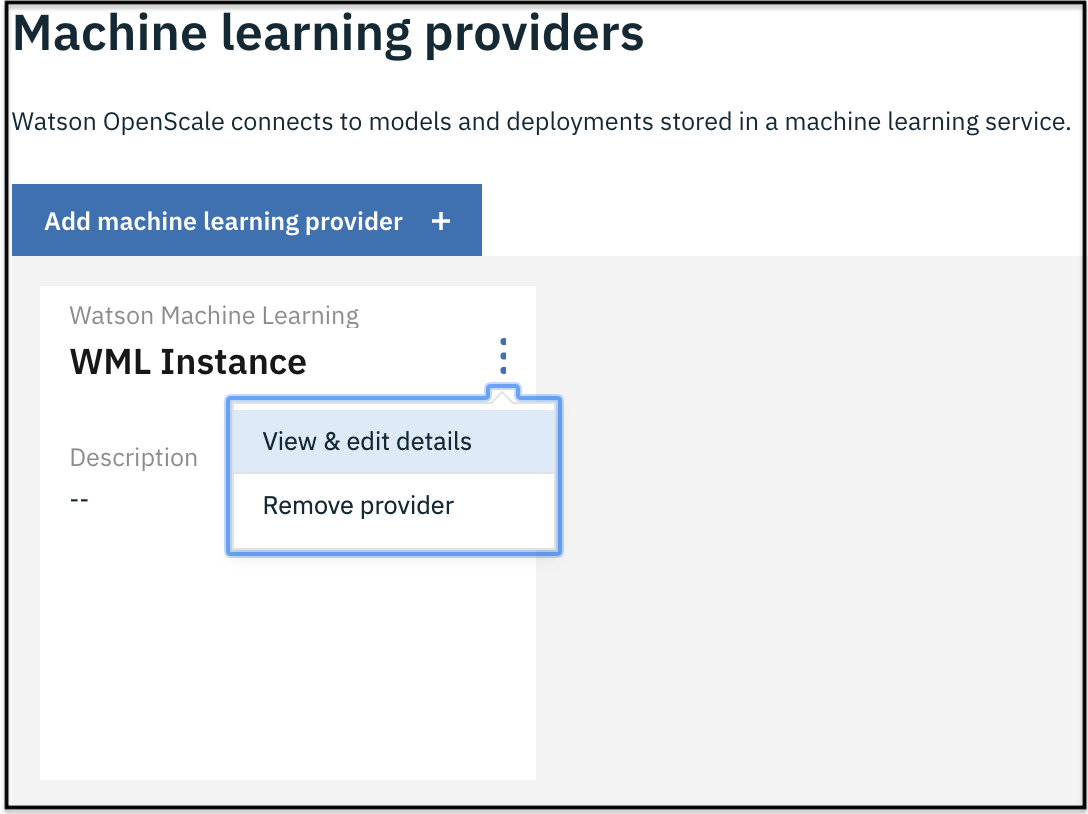 Machine learning providers
Watson OpenScale connects to models and deployments stored in a machine learning service.
Add machine learning provider +
Watson Machine Learning
WML Instance
View & edit details
Description
Remove provider
--